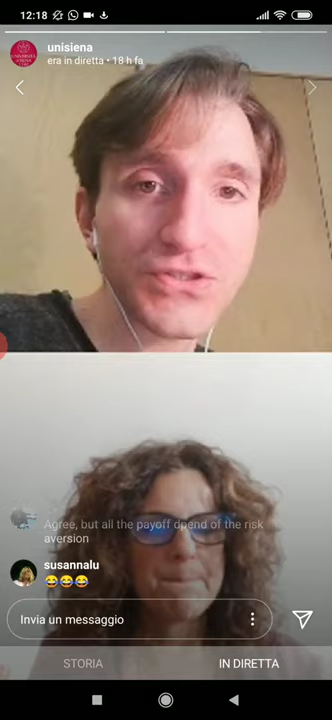 12:18
unisiena
era in diretta • 18 h fa
Agree, but all the payoff dpend of the risk
aversion
susannalu
😂😂😂
Invia un messaggio
STORIA
IN DIRETTA